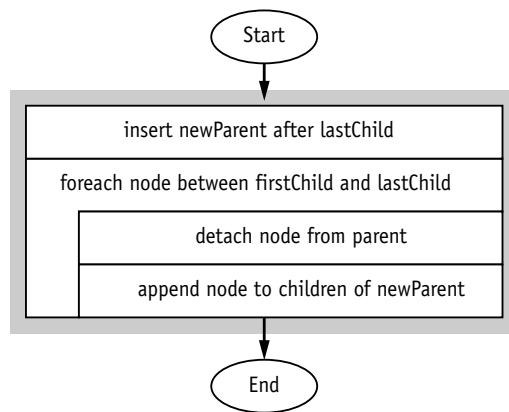 Start
insert newParent after lastChild
foreach node between firstChild and lastChild
detach node from parent
append node to children of newParent
End